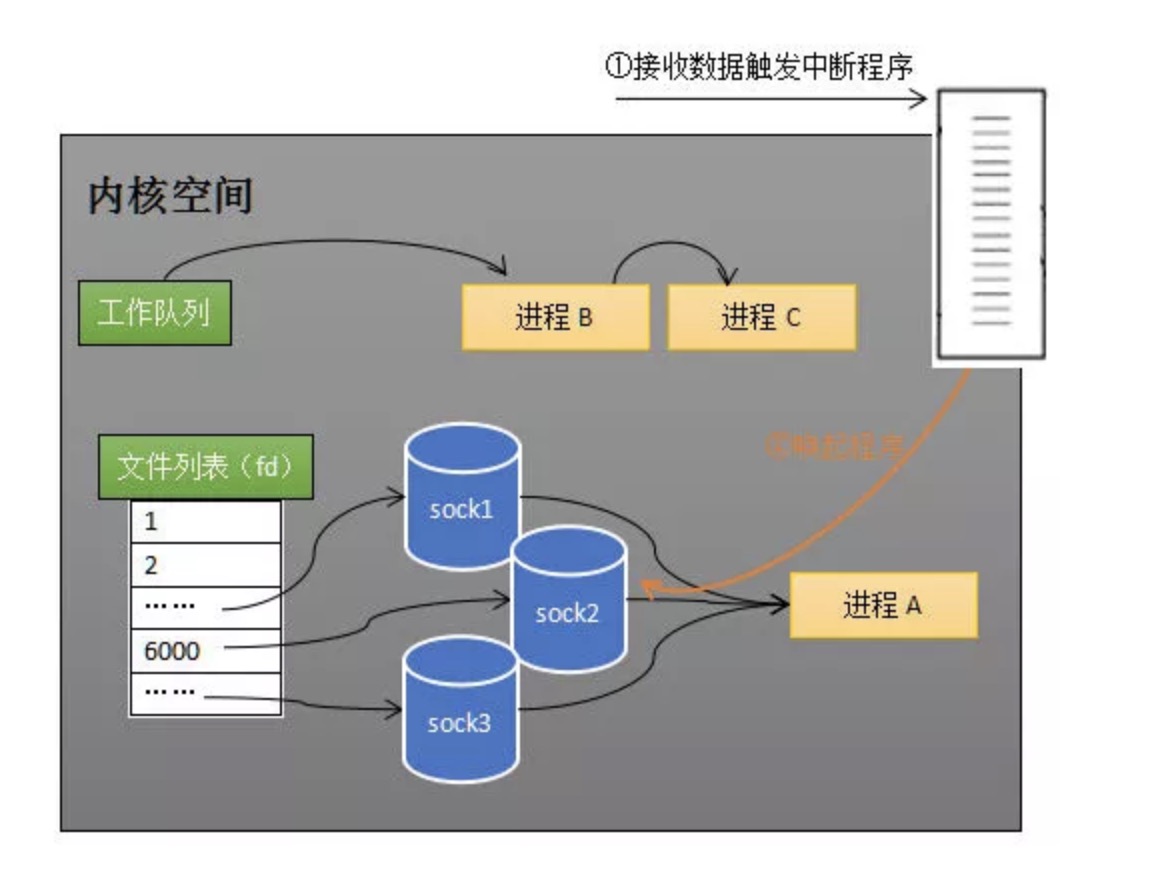 ①接收数据触发中断程序
内核空间
工作队列
进程 B
进程 C
②唤起程序
文件列表（fd）
1
2
……
6000
……
sock1
sock2
sock3
进程 A